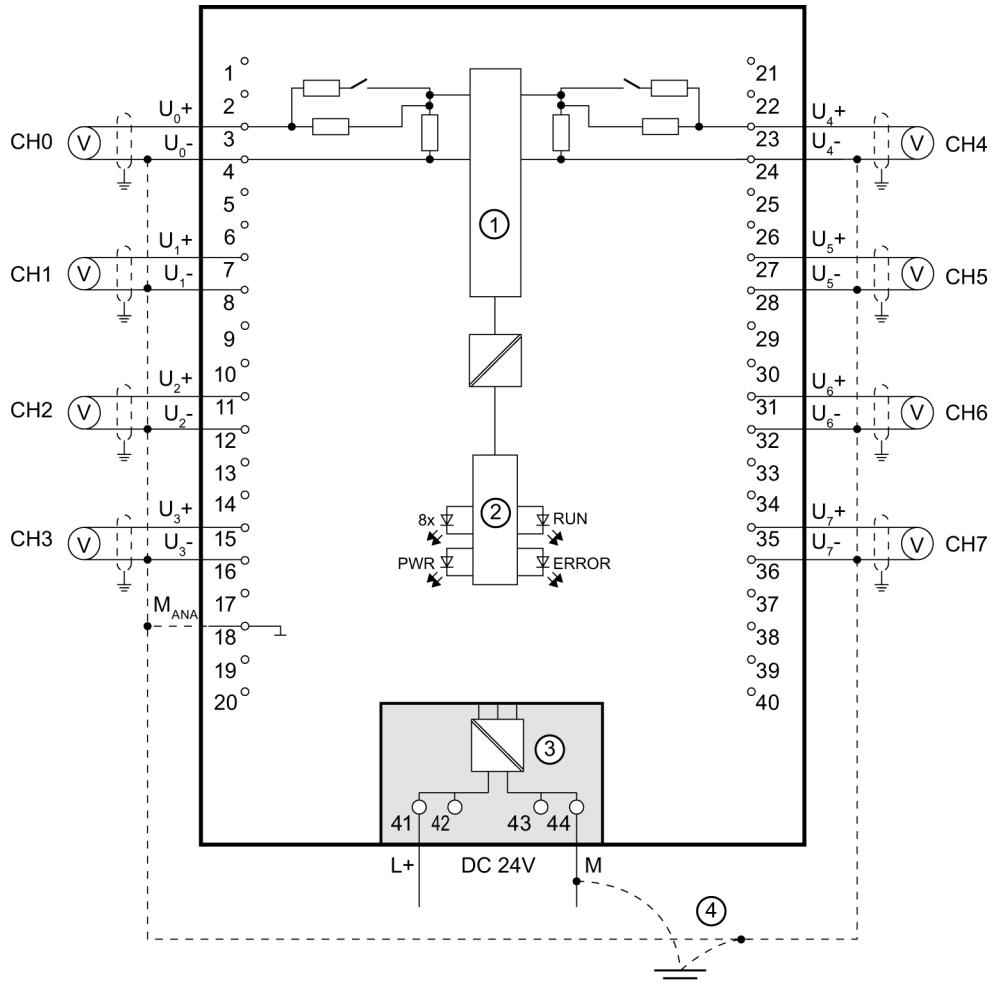 1
21
2
22
U0+
U4+
CH0
V
3
23
V
CH4
U0-
U4-
4
24
5
25
1
6
26
U1+
U5+
CH1
V
7
27
V
CH5
U1-
U5-
8
28
9
29
10
30
U2+
U6+
CH2
V
11
31
V
CH6
U2-
U6-
12
32
13
33
14
34
U3+
U7+
2
8x
RUN
CH3
V
15
35
V
CH7
U3-
U7-
16
36
PWR
ERROR
17
37
MANA
18
38
19
39
20
40
3
41
42
43
44
L+
DC 24V
M
4